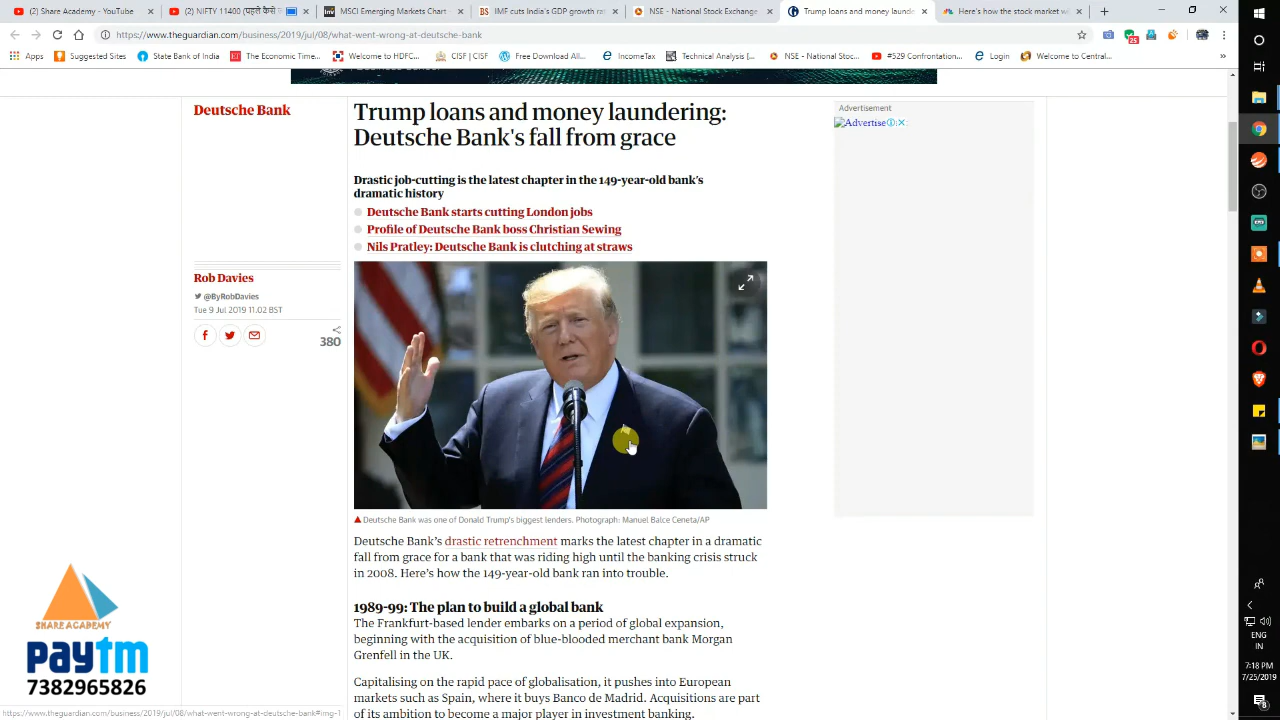 (2) Share Academy - YouTube
(2) NIFTY 11400 (पहले कैसे
MSCI Emerging Markets Chart
IMF cuts India's GDP growth ra
NSE - National Stock Exchange
Trump loans and money launde
Here's how the stock market w
https://www.theguardian.com/business/2019/jul/08/what-went-wrong-at-deutsche-bank
25
Apps
Suggested Sites
State Bank of India
The Economic Time...
Welcome to HDFC...
CISF | CISF
Free Download All...
IncomeTax
Technical Analysis [...
NSE - National Stoc...
#529 Confrontation...
Login
Welcome to Central...
»
Deutsche Bank
Trump loans and money laundering:
Deutsche Bank's fall from grace
Drastic job-cutting is the latest chapter in the 149-year-old bank's
dramatic history
Deutsche Bank starts cutting London jobs
Profile of Deutsche Bank boss Christian Sewing
Nils Pratley: Deutsche Bank is clutching at straws
Rob Davies
@ByRobDavies
Tue 9 Jul 2019 11.02 BST
380
Advertisement
Advertise
Deutsche Bank was one of Donald Trump's biggest lenders. Photograph: Manuel Balce Ceneta/AP
Deutsche Bank's drastic retrenchment marks the latest chapter in a dramatic
fall from grace for a bank that was riding high until the banking crisis struck
in 2008. Here's how the 149-year-old bank ran into trouble.
1989-99: The plan to build a global bank
The Frankfurt-based lender embarks on a period of global expansion,
beginning with the acquisition of blue-blooded merchant bank Morgan
Grenfell in the UK.
Capitalising on the rapid pace of globalisation, it pushes into European
markets such as Spain, where it buys Banco de Madrid. Acquisitions are part
of its ambition to become a major player in investment banking.
SHARE ACADEMY
paytm
7382965826
https://www.theguardian.com/business/2019/jul/08/what-went-wrong-at-deutsche-bank#img-1
ENG
IN
7:18 PM
7/25/2019
8